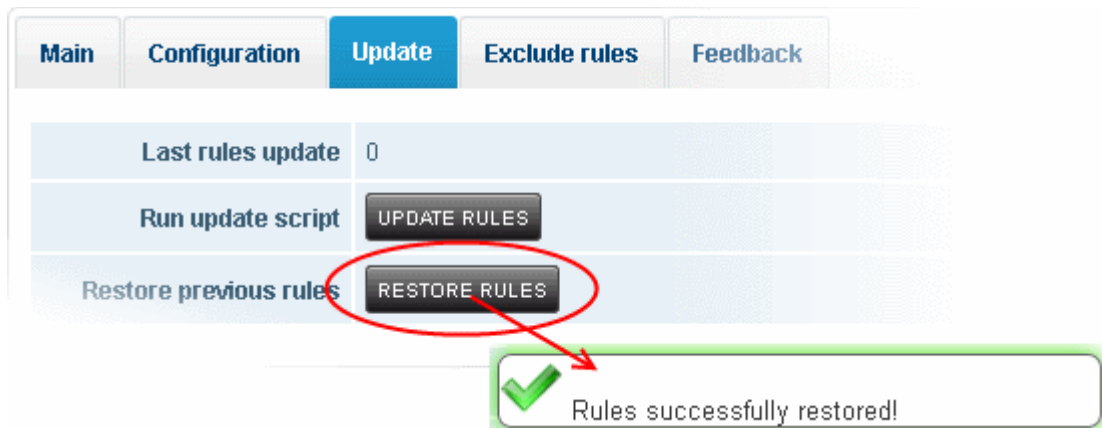 Main Configuration Update Exclude rules Feedback
Last rules update 0
Run update script UPDATE RULES
Restore previous rules RESTORE RULES
Rules successfully restored!